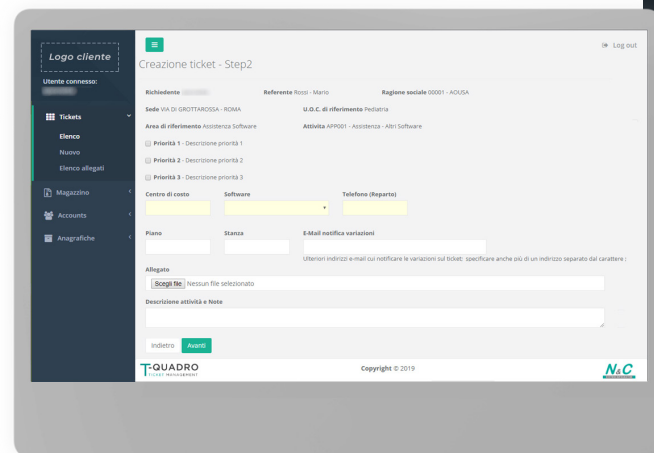 Logo cliente
Utente connesso:
Tickets
Elenco
Nuovo
Elenco allegati
Magazzino
Accounts
Anagrafiche
Log out
Creazione ticket - Step2
Richiedente Referente Rossi - Mario Ragione sociale 00001 - AOUSA
Sede VIA DI GROTTAROSSA - ROMA U.O.C. di riferimento Pediatria
Area di riferimento Assistenza Software Attivita APP001 - Assistenza - Altri Software
Priorità 1 - Descrizione priorità 1
Priorità 2 - Descrizione priorità 2
Priorità 3 - Descrizione priorità 3
Centro di costo Software Telefono (Reparto)
Piano Stanza E-Mail notifica variazioni
Ulteriori indirizzi e-mail cui notificare le variazioni sul ticket; specificare anche più di un indirizzo separato dal carattere ;
Allegato
Scegli file Nessun file selezionato
Descrizione attività e Note
Indietro Avanti
T-QUADRO
TICKET MANAGEMENT
Copyright © 2019
N&C